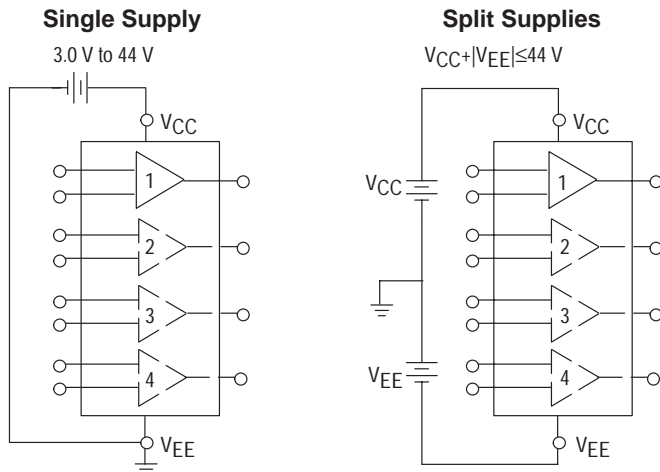 Single Supply
3.0 V to 44 V
VCC
1
2
3
4
VEE
Split Supplies
VCC+|VEE|≤44 V
VCC
VCC
1
2
3
4
VEE
VEE